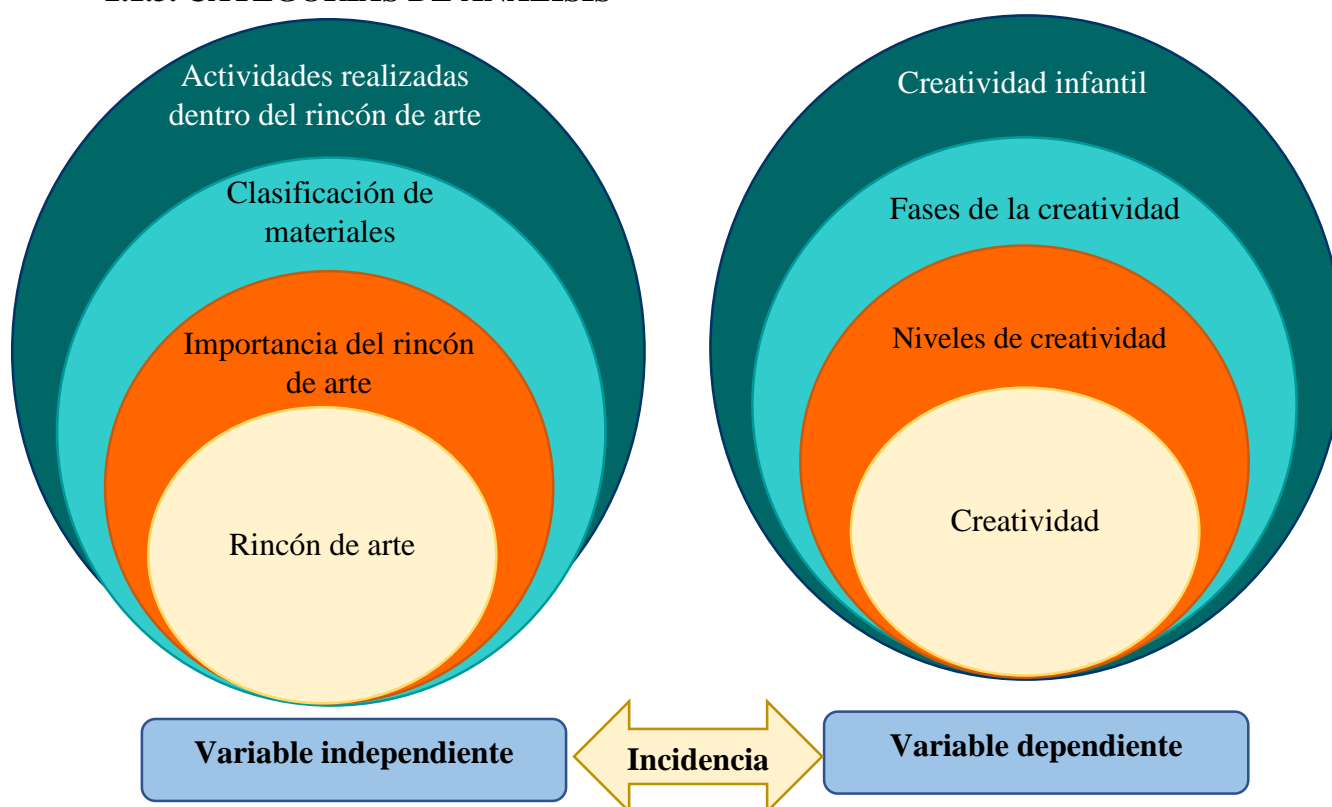 Actividades realizadas
dentro del rincón de arte
Clasificación de
materiales
Importancia del rincón
de arte
Rincón de arte
Creatividad infantil
Fases de la creatividad
Niveles de creatividad
Creatividad
Variable independiente
Incidencia
Variable dependiente